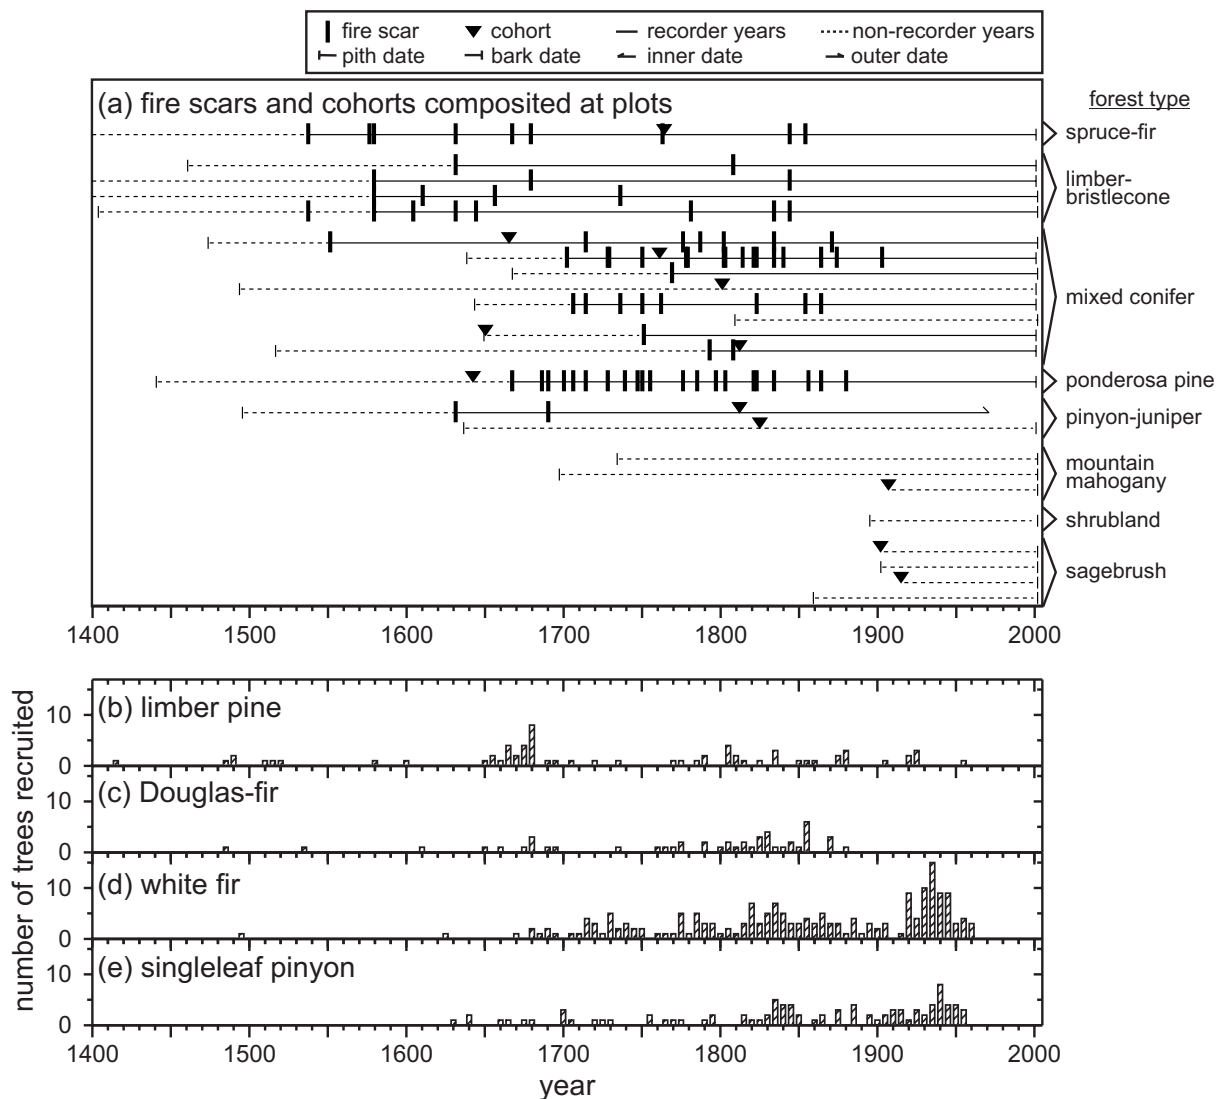 fire scar cohort recorder years non-recorder years
pith date bark date inner date outer date
(a) fire scars and cohorts composited at plots
forest type
spruce-fir
limber-
bristlecone
mixed conifer
ponderosa pine
pinyon-juniper
mountain
mahogany
shrubland
sagebrush
1400 1500 1600 1700 1800 1900 2000
number of trees recruited
(b) limber pine
10
0
(c) Douglas-fir
10
0
(d) white fir
10
0
(e) singleleaf pinyon
10
0
1400 1500 1600 1700 1800 1900 2000
year